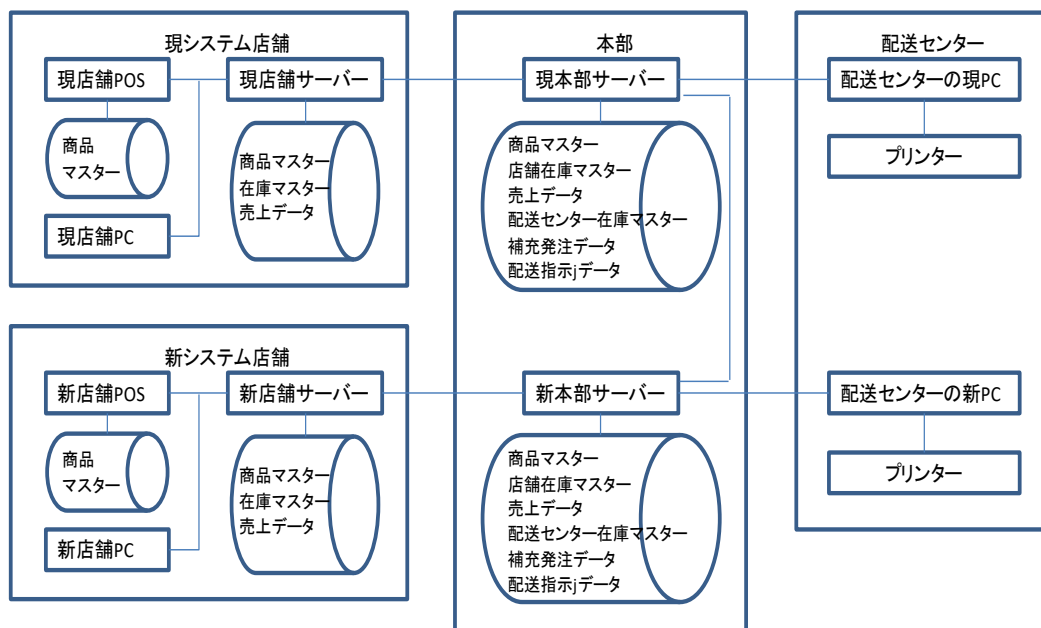 現システム店舗
現店舗POS
現店舗サーバー
商品
マスター
商品マスター
在庫マスター
売上データ
現店舗PC
本部
現本部サーバー
商品マスター
店舗在庫マスター
売上データ
配送センター在庫マスター
補充発注データ
配送指示jデータ
配送センター
配送センターの現PC
プリンター
新システム店舗
新店舗POS
新店舗サーバー
商品
マスター
商品マスター
在庫マスター
売上データ
新店舗PC
新本部サーバー
商品マスター
店舗在庫マスター
売上データ
配送センター在庫マスター
補充発注データ
配送指示jデータ
配送センターの新PC
プリンター